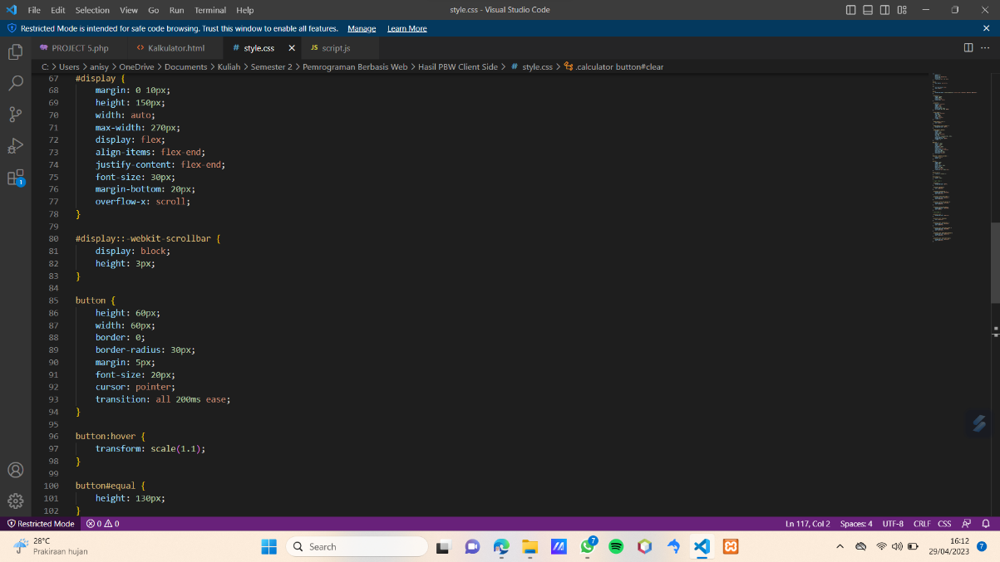 File Edit Selection View Go Run Terminal Help style.css - Visual Studio Code
Restricted Mode is intended for safe code browsing. Trust this window to enable all features. Manage Learn More
PROJECT 5.php <> Kalkulator.html # style.css JS script.js
C: > Users > anisy > OneDrive > Documents > Kuliah > Semester 2 > Pemrograman Berbasis Web > Hasil PBW Client Side > # style.css > .calculator button#clear
67 #display {
68 margin: 0 10px;
69 height: 150px;
70 width: auto;
71 max-width: 270px;
72 display: flex;
73 align-items: flex-end;
74 justify-content: flex-end;
75 font-size: 30px;
76 margin-bottom: 20px;
77 overflow-x: scroll;
78 }
79
80 #display::-webkit-scrollbar {
81 display: block;
82 height: 3px;
83 }
84
85 button {
86 height: 60px;
87 width: 60px;
88 border: 0;
89 border-radius: 30px;
90 margin: 5px;
91 font-size: 20px;
92 cursor: pointer;
93 transition: all 200ms ease;
94 }
95
96 button:hover {
97 transform: scale(1.1);
98 }
99
100 button#equal {
101 height: 130px;
102 }
1
Restricted Mode 0 0 Ln 117, Col 2 Spaces: 4 UTF-8 CRLF CSS
28°C
Prakiraan hujan
Search
7
16:12
29/04/2023
7